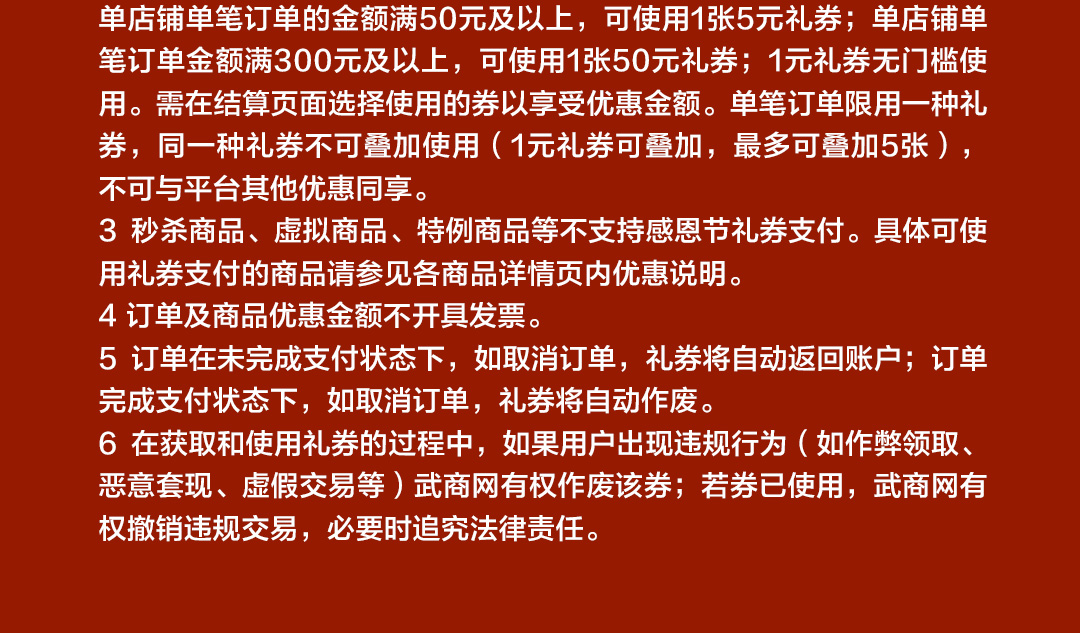 单店铺单笔订单的金额满50元及以上，可使用1张5元礼券；单店铺单
笔订单金额满300元及以上，可使用1张50元礼券；1元礼券无门槛使
用。需在结算页面选择使用的券以享受优惠金额。单笔订单限用一种礼
券，同一种礼券不可叠加使用（1元礼券可叠加，最多可叠加5张），
不可与平台其他优惠同享。
3 秒杀商品、虚拟商品、特例商品等不支持感恩节礼券支付。具体可使
用礼券支付的商品请参见各商品详情页内优惠说明。
4 订单及商品优惠金额不开具发票。
5 订单在未完成支付状态下，如取消订单，礼券将自动返回账户；订单
完成支付状态下，如取消订单，礼券将自动作废。
6 在获取和使用礼券的过程中，如果用户出现违规行为（如作弊领取、
恶意套现、虚假交易等）武商网有权作废该券；若券已使用，武商网有
权撤销违规交易，必要时追究法律责任。